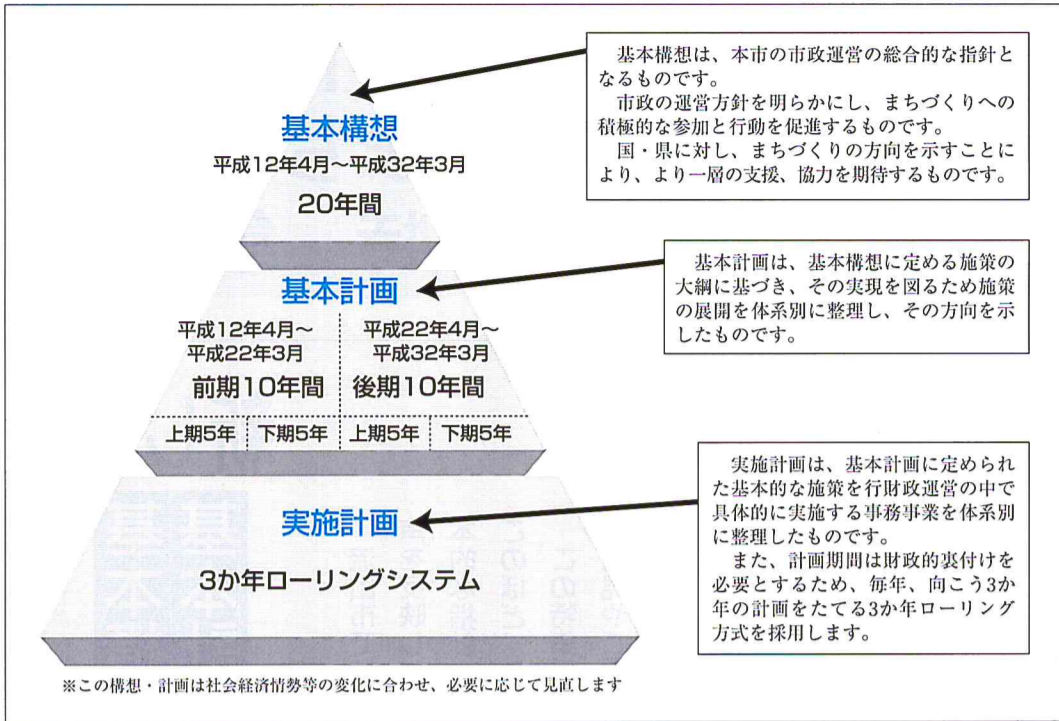 基本構想
平成12年4月～平成32年3月
20年間
基本構想は、本市の市政運営の総合的な指針と
なるものです。
市政の運営方針を明らかにし、まちづくりへの
積極的な参加と行動を促進するものです。
国・県に対し、まちづくりの方向を示すことに
より、より一層の支援、協力を期待するものです。
基本計画
平成12年4月～
平成22年3月
前期10年間
平成22年4月～
平成32年3月
後期10年間
上期5年
下期5年
上期5年
下期5年
基本計画は、基本構想に定める施策の
大綱に基づき、その実現を図るため施策
の展開を体系別に整理し、その方向を示
したものです。
実施計画
3か年ローリングシステム
実施計画は、基本計画に定められ
た基本的な施策を行財政運営の中で
具体的に実施する事務事業を体系別
に整理したものです。
また、計画期間は財政的裏付けを
必要とするため、毎年、向こう3か
年の計画をたてる3か年ローリング
方式を採用します。
※この構想・計画は社会経済情勢等の変化に合わせ、必要に応じて見直します